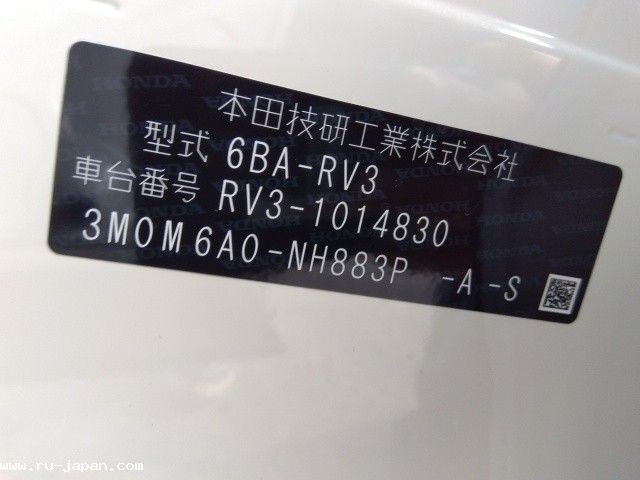 本田技研工業株式会社
型式 6BA-RV3
車台番号 RV3-1014830
3M0M6A0-NH883P -A-S
www.ru-japan.com